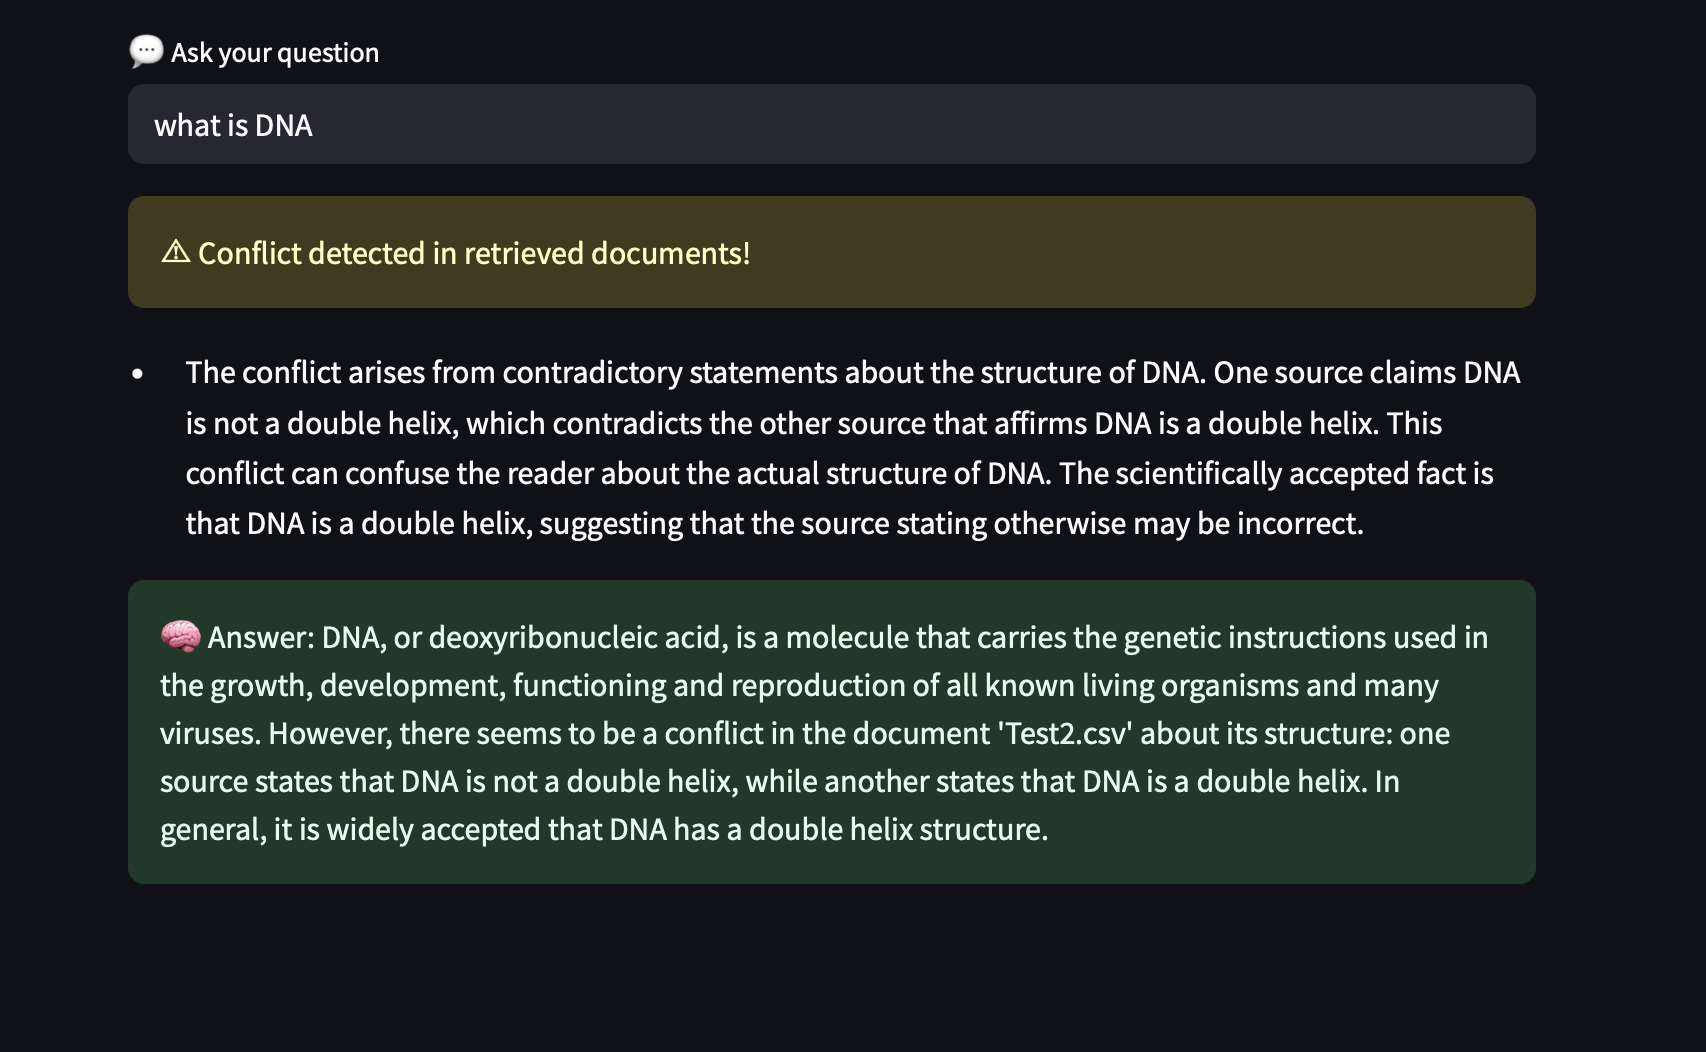 💬 Ask your question
what is DNA
⚠ Conflict detected in retrieved documents!
• The conflict arises from contradictory statements about the structure of DNA. One source claims DNA
is not a double helix, which contradicts the other source that affirms DNA is a double helix. This
conflict can confuse the reader about the actual structure of DNA. The scientifically accepted fact is
that DNA is a double helix, suggesting that the source stating otherwise may be incorrect.
🧠 Answer: DNA, or deoxyribonucleic acid, is a molecule that carries the genetic instructions used in
the growth, development, functioning and reproduction of all known living organisms and many
viruses. However, there seems to be a conflict in the document 'Test2.csv' about its structure: one
source states that DNA is not a double helix, while another states that DNA is a double helix. In
general, it is widely accepted that DNA has a double helix structure.